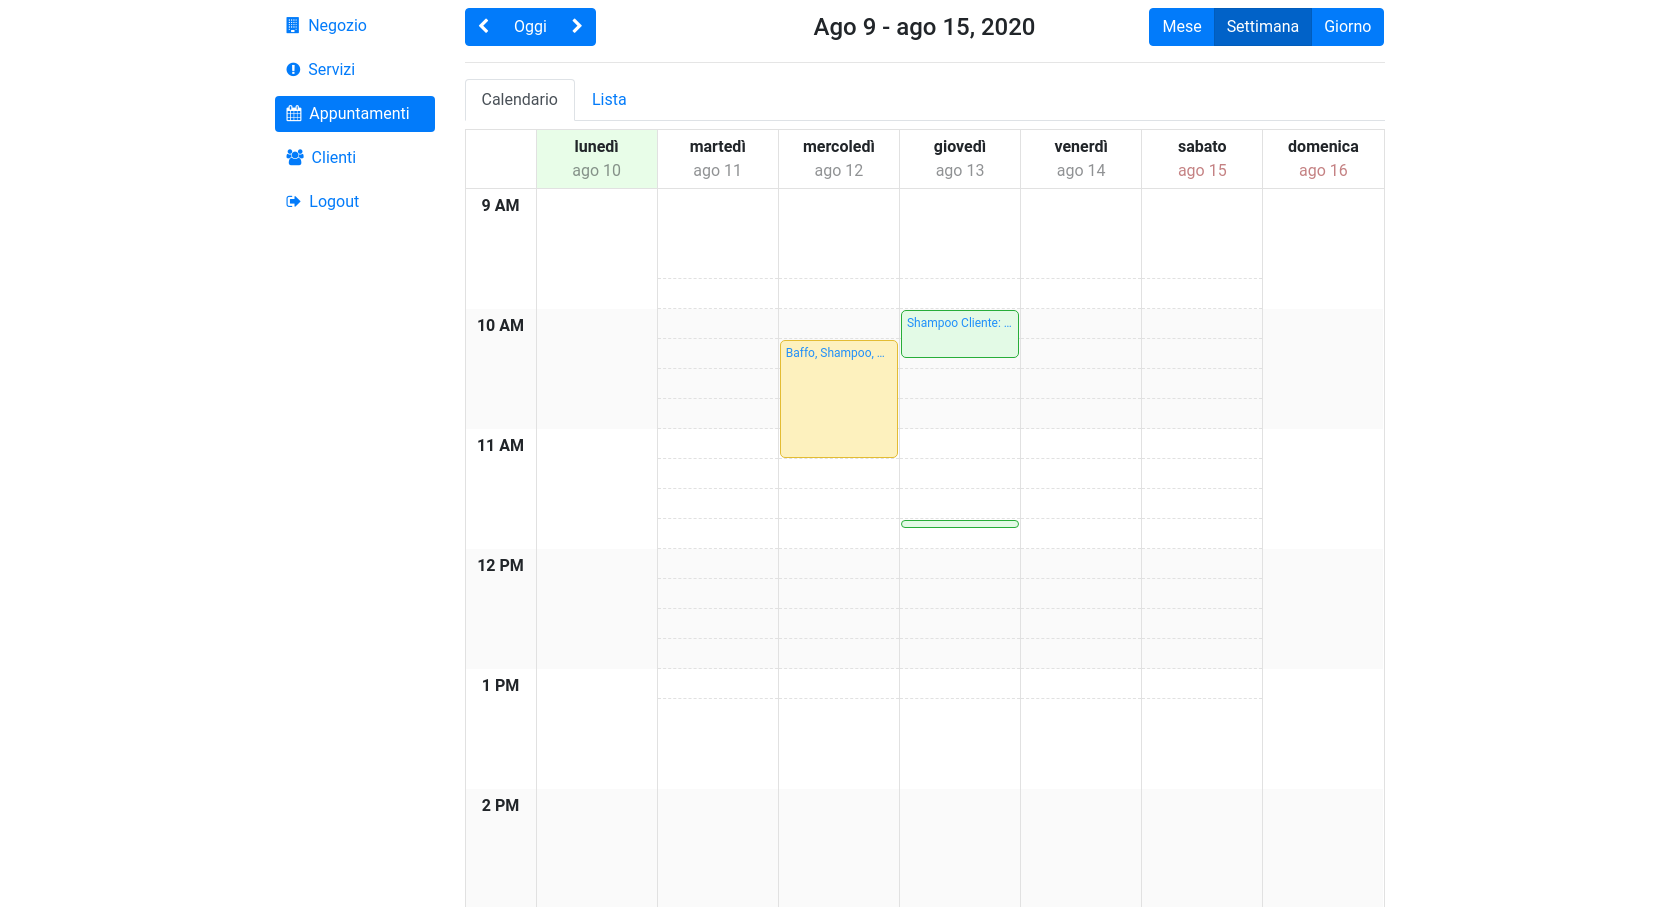 Negozio
Servizi
Appuntamenti
Clienti
Logout
Oggi
Ago 9 - ago 15, 2020
Mese Settimana Giorno
Calendario Lista
lunedì martedì mercoledì giovedì venerdì sabato domenica
ago 10 ago 11 ago 12 ago 13 ago 14 ago 15 ago 16
9 AM
10 AM
Shampoo Cliente: ...
Baffo, Shampoo, ...
11 AM
12 PM
1 PM
2 PM